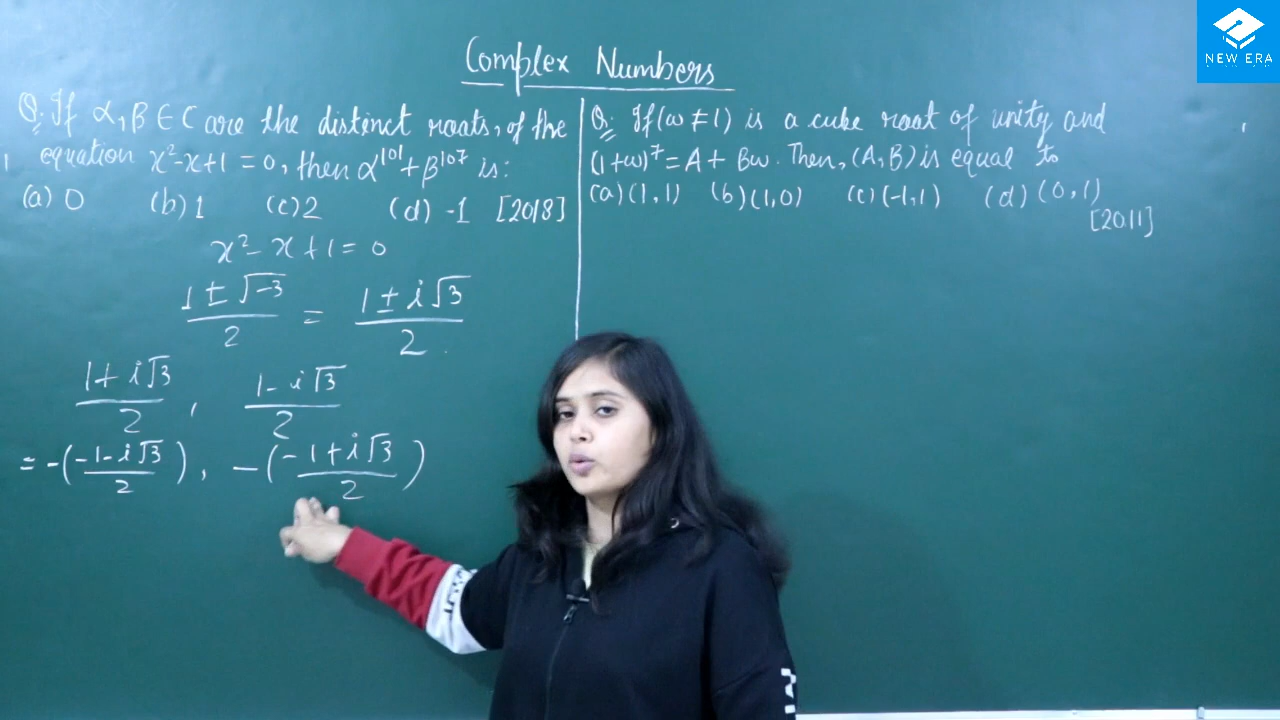 NEW ERA
Complex Numbers
Q. If α, β ∈ C are the distinct roots, of the
equation x²-x+1 = 0, then α¹⁰¹+β¹⁰⁷ is:
(a) 0 (b) 1 (c) 2 (d) -1 [2018]
x²- x + 1 = 0
1 ± √-3 / 2 = 1 ± i√3 / 2
1 + i√3 / 2 , 1 - i√3 / 2
= -(-1-i√3 / 2), -(-1+i√3 / 2)
Q. If (ω ≠ 1) is a cube root of unity and
(1+ω)⁷ = A + Bω. Then, (A, B) is equal to
(a) (1, 1) (b) (1, 0) (c) (-1, 1) (d) (0, 1)
[2011]